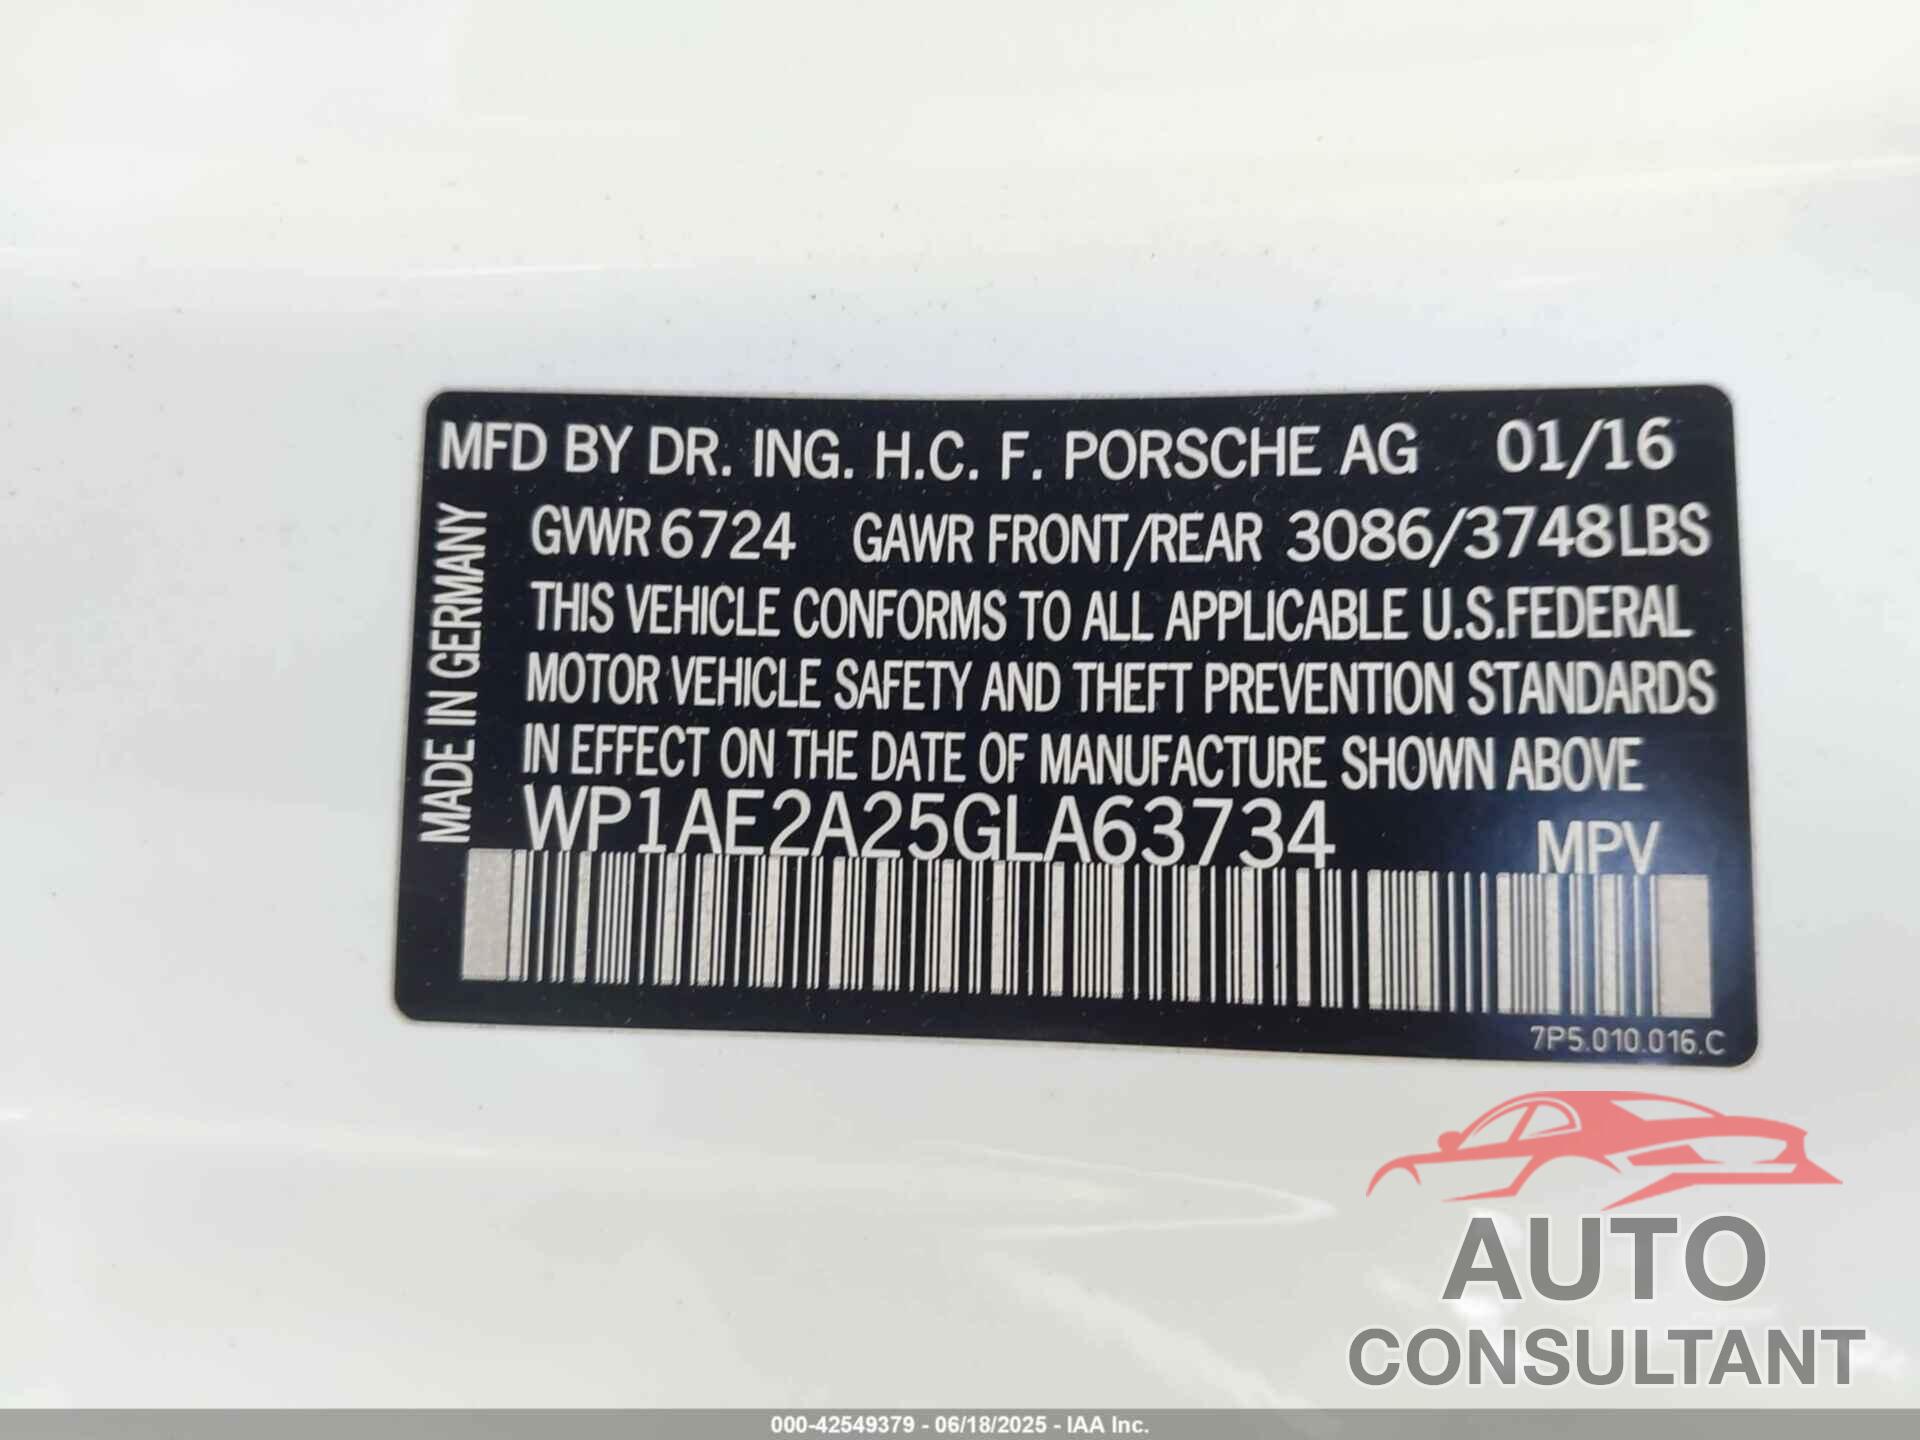 MFD BY DR. ING. H.C. F. PORSCHE AG 01/16
GVWR 6724 GAWR FRONT/REAR 3086/3748LBS
THIS VEHICLE CONFORMS TO ALL APPLICABLE U.S.FEDERAL
MOTOR VEHICLE SAFETY AND THEFT PREVENTION STANDARDS
IN EFFECT ON THE DATE OF MANUFACTURE SHOWN ABOVE
WP1AE2A25GLA63734 MPV
MADE IN GERMANY
7P5.010.016.C
AUTO
CONSULTANT
000-42549379 - 06/18/2025 - IAA Inc.